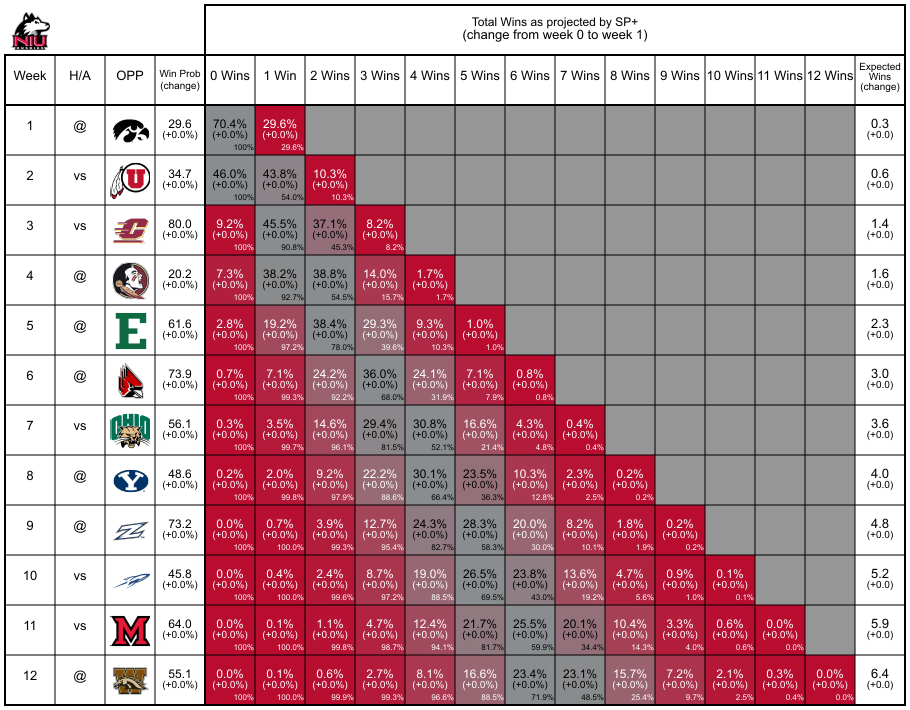 NIU
Total Wins as projected by SP+
(change from week 0 to week 1)
Week H/A OPP Win Prob (change) 0 Wins 1 Win 2 Wins 3 Wins 4 Wins 5 Wins 6 Wins 7 Wins 8 Wins 9 Wins 10 Wins 11 Wins 12 Wins Expected Wins (change)
1 @ 29.6 70.4% 29.6% 0.3
(+0.0%) (+0.0%) (+0.0%) (+0.0)
100% 29.6%
2 vs U 34.7 46.0% 43.8% 10.3% 0.6
(+0.0%) (+0.0%) (+0.0%) (+0.0%) (+0.0)
100% 54.0% 10.3%
3 vs C 80.0 9.2% 45.5% 37.1% 8.2% 1.4
(+0.0%) (+0.0%) (+0.0%) (+0.0%) (+0.0%) (+0.0)
100% 90.8% 45.3% 8.2%
4 @ 20.2 7.3% 38.2% 38.8% 14.0% 1.7% 1.6
(+0.0%) (+0.0%) (+0.0%) (+0.0%) (+0.0%) (+0.0%) (+0.0)
100% 92.7% 54.5% 15.7% 1.7%
5 @ E 61.6 2.8% 19.2% 38.4% 29.3% 9.3% 1.0% 2.3
(+0.0%) (+0.0%) (+0.0%) (+0.0%) (+0.0%) (+0.0%) (+0.0%) (+0.0)
100% 97.2% 78.0% 39.6% 10.3% 1.0%
6 @ 73.9 0.7% 7.1% 24.2% 36.0% 24.1% 7.1% 0.8% 3.0
(+0.0%) (+0.0%) (+0.0%) (+0.0%) (+0.0%) (+0.0%) (+0.0%) (+0.0%) (+0.0)
100% 99.3% 92.2% 68.0% 31.9% 7.9% 0.8%
7 vs OHIO 56.1 0.3% 3.5% 14.6% 29.4% 30.8% 16.6% 4.3% 0.4% 3.6
(+0.0%) (+0.0%) (+0.0%) (+0.0%) (+0.0%) (+0.0%) (+0.0%) (+0.0%) (+0.0%) (+0.0)
100% 99.7% 96.1% 81.5% 52.1% 21.4% 4.8% 0.4%
8 @ Y 48.6 0.2% 2.0% 9.2% 22.2% 30.1% 23.5% 10.3% 2.3% 0.2% 4.0
(+0.0%) (+0.0%) (+0.0%) (+0.0%) (+0.0%) (+0.0%) (+0.0%) (+0.0%) (+0.0%) (+0.0%) (+0.0)
100% 99.8% 97.9% 88.6% 66.4% 36.3% 12.8% 2.5% 0.2%
9 @ Z 73.2 0.0% 0.7% 3.9% 12.7% 24.3% 28.3% 20.0% 8.2% 1.8% 0.2% 4.8
(+0.0%) (+0.0%) (+0.0%) (+0.0%) (+0.0%) (+0.0%) (+0.0%) (+0.0%) (+0.0%) (+0.0%) (+0.0%) (+0.0)
100% 100.0% 99.3% 95.4% 82.7% 58.3% 30.0% 10.1% 1.9% 0.2%
10 vs 45.8 0.0% 0.4% 2.4% 8.7% 19.0% 26.5% 23.8% 13.6% 4.7% 0.9% 0.1% 5.2
(+0.0%) (+0.0%) (+0.0%) (+0.0%) (+0.0%) (+0.0%) (+0.0%) (+0.0%) (+0.0%) (+0.0%) (+0.0%) (+0.0%) (+0.0)
100% 100.0% 99.6% 97.2% 88.5% 69.5% 43.0% 19.2% 5.6% 1.0% 0.1%
11 vs M 64.0 0.0% 0.1% 1.1% 4.7% 12.4% 21.7% 25.5% 20.1% 10.4% 3.3% 0.6% 0.0% 5.9
(+0.0%) (+0.0%) (+0.0%) (+0.0%) (+0.0%) (+0.0%) (+0.0%) (+0.0%) (+0.0%) (+0.0%) (+0.0%) (+0.0%) (+0.0%) (+0.0)
100% 100.0% 99.8% 98.7% 94.1% 81.7% 59.9% 34.4% 14.3% 4.0% 0.6% 0.0%
12 @ W 55.1 0.0% 0.1% 0.6% 2.7% 8.1% 16.6% 23.4% 23.1% 15.7% 7.2% 2.1% 0.3% 0.0% 6.4
(+0.0%) (+0.0%) (+0.0%) (+0.0%) (+0.0%) (+0.0%) (+0.0%) (+0.0%) (+0.0%) (+0.0%) (+0.0%) (+0.0%) (+0.0%) (+0.0%) (+0.0)
100% 100.0% 99.9% 99.3% 96.6% 88.5% 71.9% 48.5% 25.4% 9.7% 2.5% 0.4% 0.0%